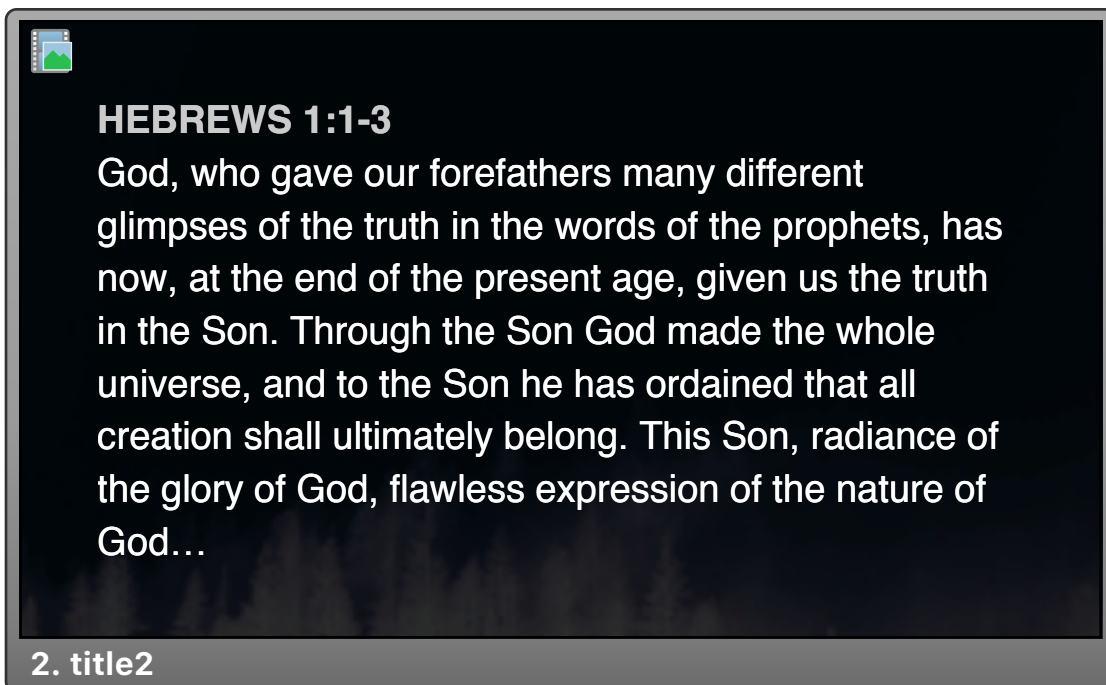 HEBREWS 1:1-3
God, who gave our forefathers many different
glimpses of the truth in the words of the prophets, has
now, at the end of the present age, given us the truth
in the Son. Through the Son God made the whole
universe, and to the Son he has ordained that all
creation shall ultimately belong. This Son, radiance of
the glory of God, flawless expression of the nature of
God…
2. title2